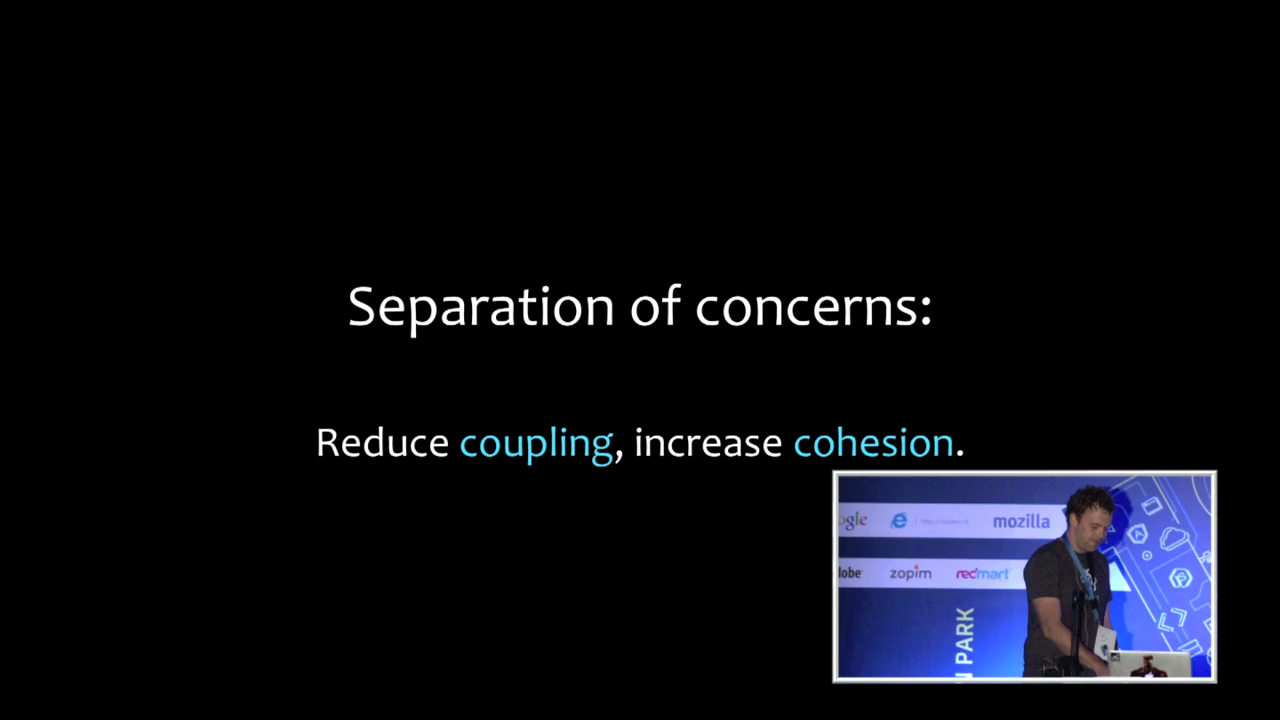 Separation of concerns:
Reduce coupling, increase cohesion.
ogle
mozilla
lobe
zopim
redmart
N PARK